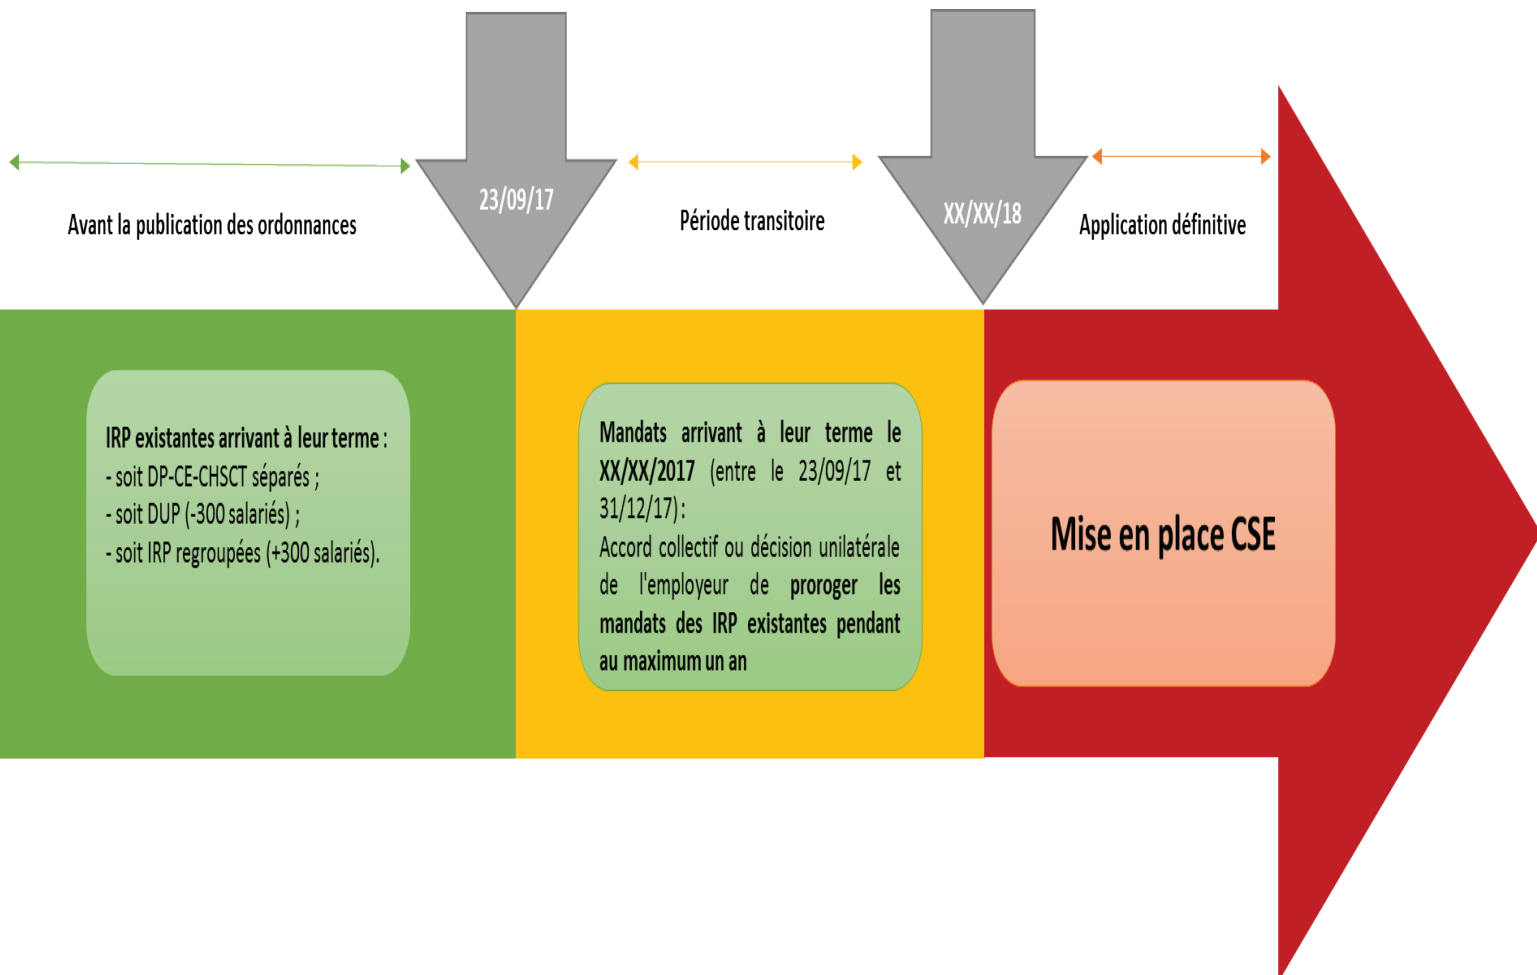 23/09/17
XX/XX/18
Avant la publication des ordonnances
Période transitoire
Application définitive
IRP existantes arrivant à leur terme :
- soit DP-CE-CHSCT séparés ;
- soit DUP (-300 salariés) ;
- soit IRP regroupées (+300 salariés).
Mandats arrivant à leur terme le
XX/XX/2017 (entre le 23/09/17 et
31/12/17) :
Accord collectif ou décision unilatérale
de l'employeur de proroger les
mandats des IRP existantes pendant
au maximum un an
Mise en place CSE